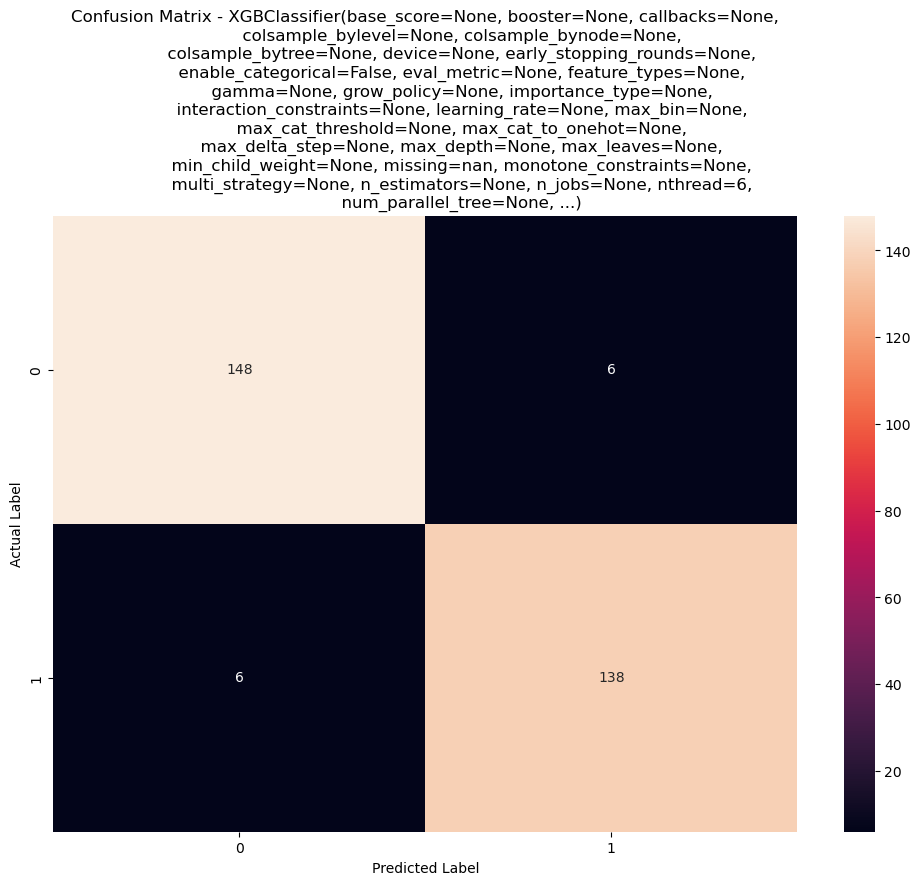 Confusion Matrix - XGBClassifier(base_score=None, booster=None, callbacks=None,
colsample_bylevel=None, colsample_bynode=None,
colsample_bytree=None, device=None, early_stopping_rounds=None,
enable_categorical=False, eval_metric=None, feature_types=None,
gamma=None, grow_policy=None, importance_type=None,
interaction_constraints=None, learning_rate=None, max_bin=None,
max_cat_threshold=None, max_cat_to_onehot=None,
max_delta_step=None, max_depth=None, max_leaves=None,
min_child_weight=None, missing=nan, monotone_constraints=None,
multi_strategy=None, n_estimators=None, n_jobs=None, nthread=6,
num_parallel_tree=None, ...)
Actual Label
0
148
6
1
6
138
0
1
Predicted Label
140
120
100
80
60
40
20